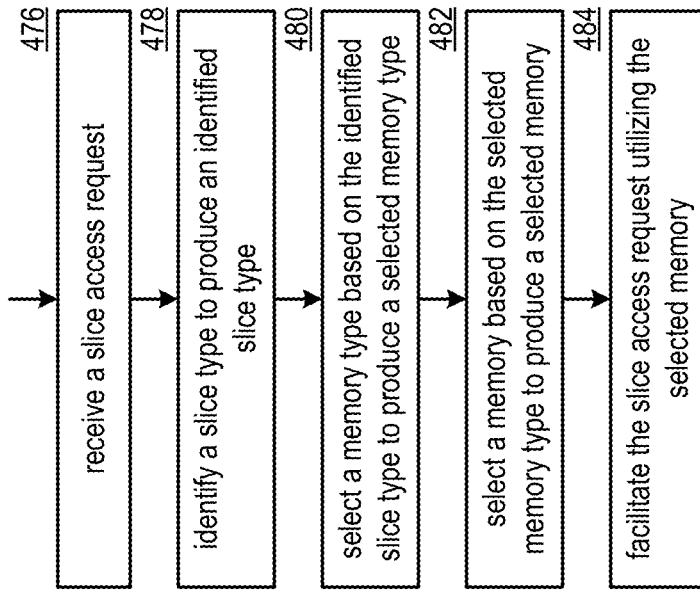 476
receive a slice access request
478
identify a slice type to produce an identified
slice type
480
select a memory type based on the identified
slice type to produce a selected memory type
482
select a memory based on the selected
memory type to produce a selected memory
484
facilitate the slice access request utilizing the
selected memory